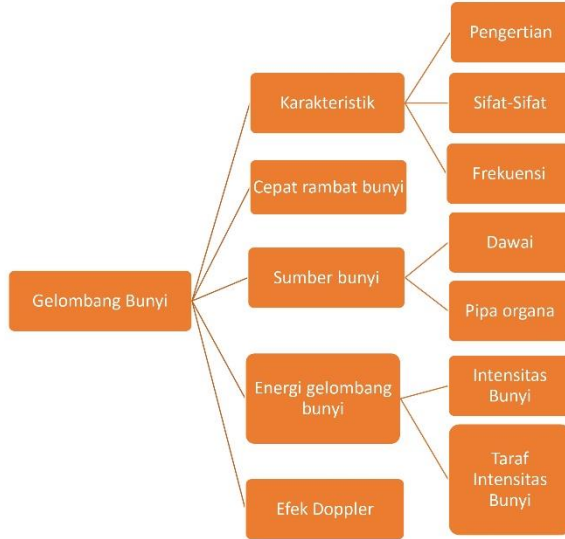 Pengertian
Karakteristik
Sifat-Sifat
Frekuensi
Cepat rambat bunyi
Dawai
Sumber bunyi
Gelombang Bunyi
Pipa organa
Energi gelombang
bunyi
Intensitas
Bunyi
Taraf
Intensitas
Bunyi
Efek Doppler